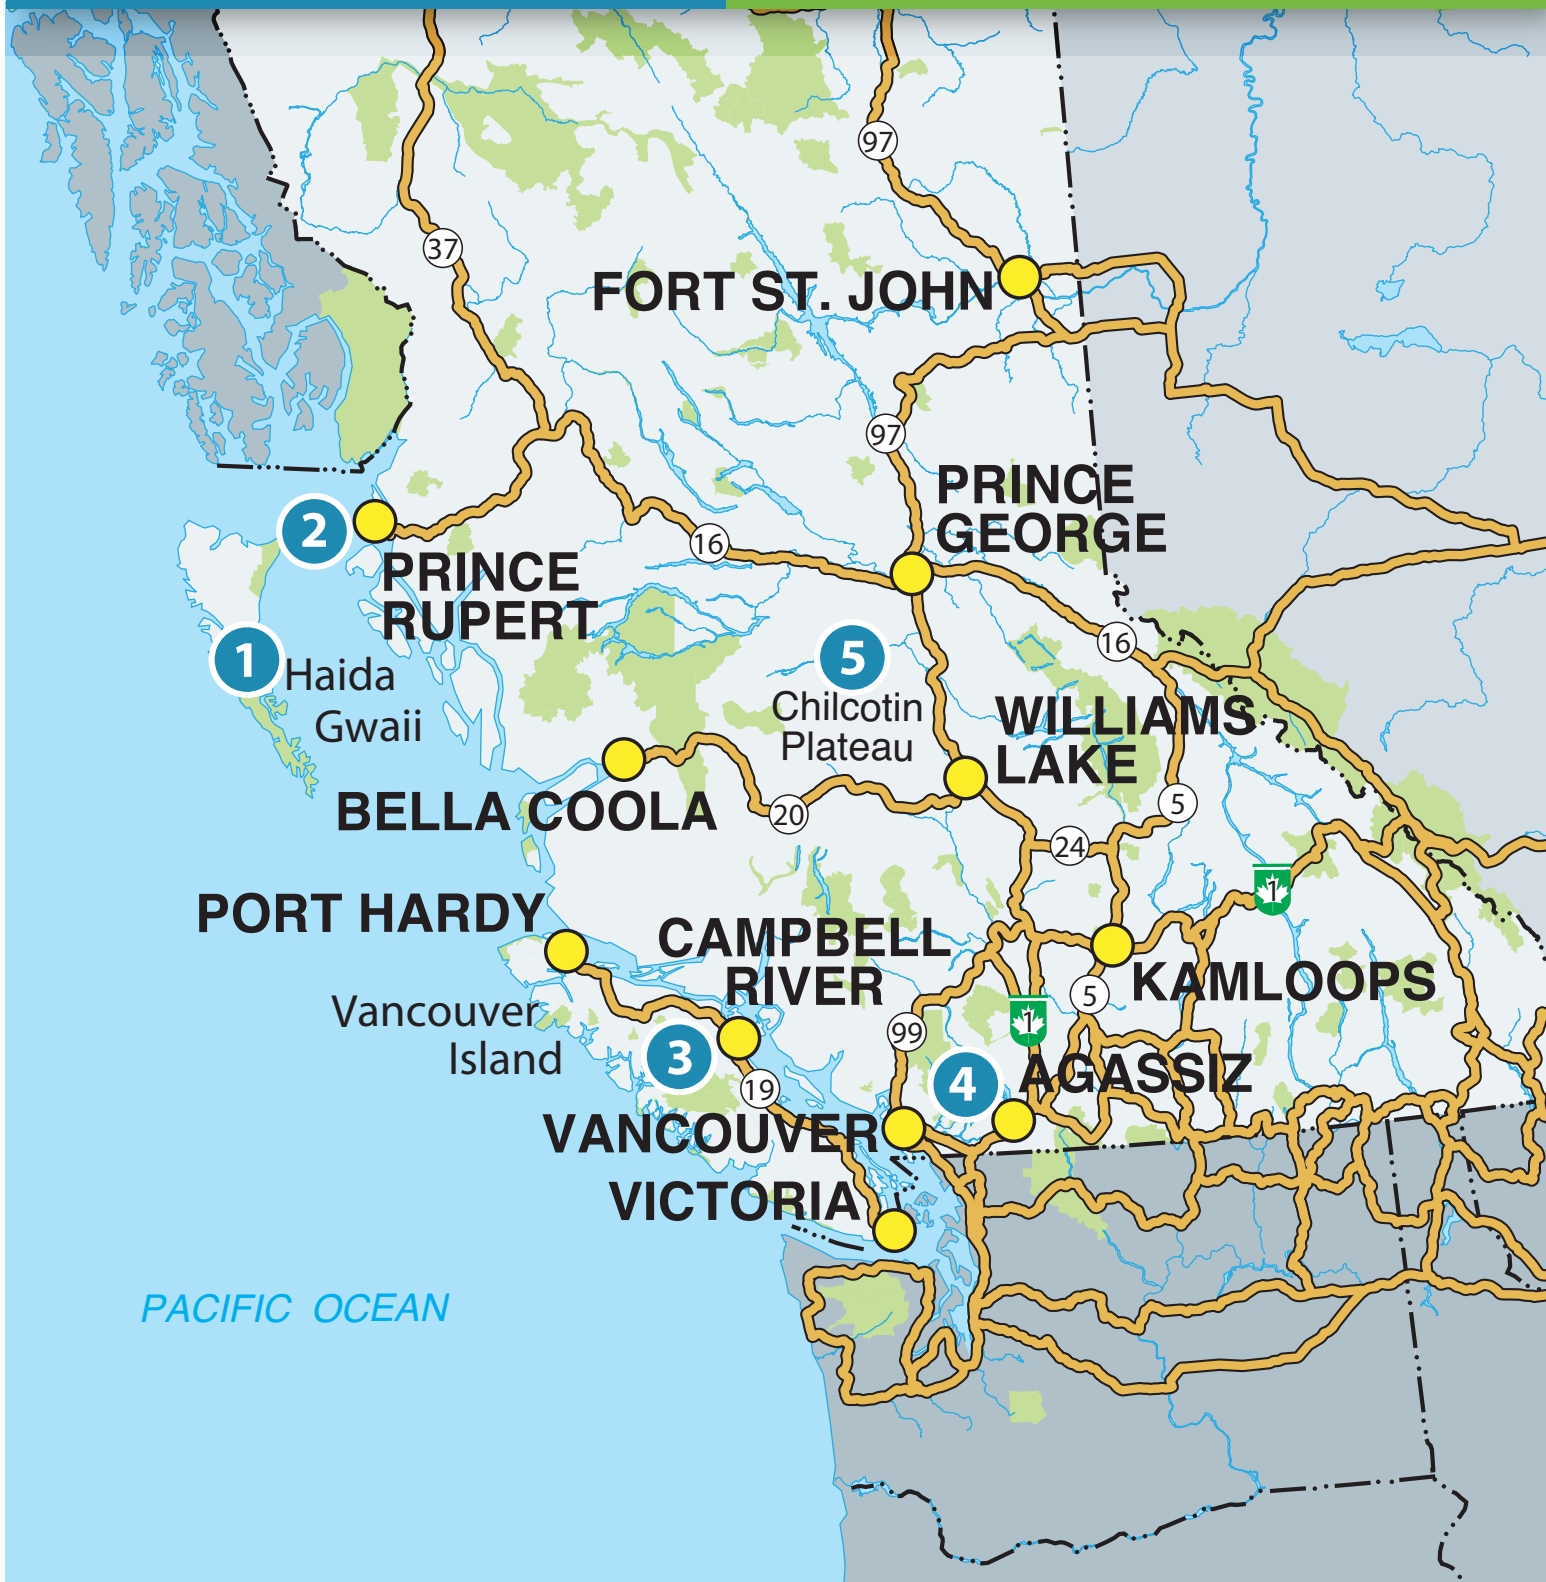 97
37
FORT ST. JOHN
97
PRINCE
GEORGE
2
16
PRINCE
RUPERT
16
1
Haida
Gwaii
5
Chilcotin
Plateau
WILLIAMS
LAKE
BELLA COOLA
20
5
24
1
PORT HARDY
CAMPBELL
RIVER
KAMLOOPS
5
Vancouver
Island
99
1
3
19
4
AGASSIZ
VANCOUVER
VICTORIA
PACIFIC OCEAN